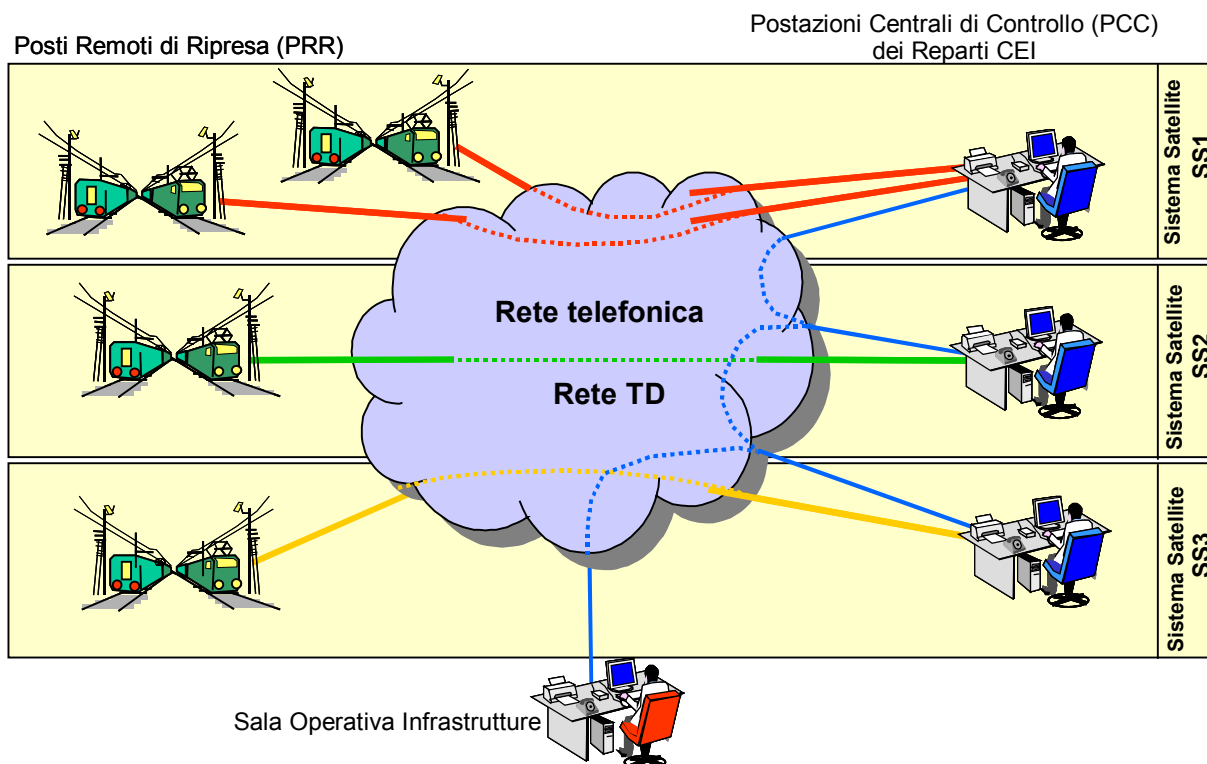 Posti Remoti di Ripresa (PRR)
Postazioni Centrali di Controllo (PCC)
dei Reparti CEI
Sistema Satellite
SS1
Rete telefonica
Sistema Satellite
SS2
Rete TD
Sistema Satellite
SS3
Sala Operativa Infrastrutture